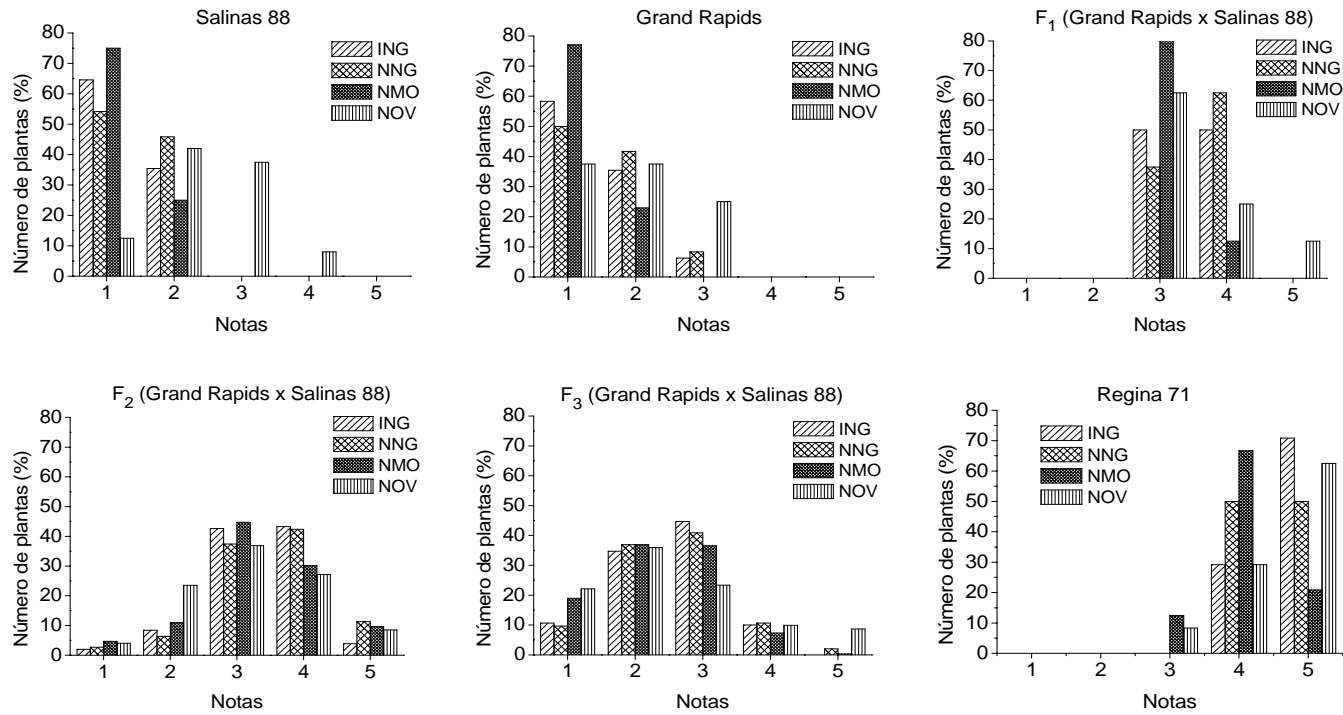 Salinas 88
Número de plantas (%)
80
70
60
50
40
30
20
10
0
ING
NNG
NMO
NOV
1 2 3 4 5
Notas
Grand Rapids
Número de plantas (%)
80
70
60
50
40
30
20
10
0
ING
NNG
NMO
NOV
1 2 3 4 5
Notas
F1 (Grand Rapids x Salinas 88)
Número de plantas (%)
80
70
60
50
40
30
20
10
0
ING
NNG
NMO
NOV
1 2 3 4 5
Notas
F2 (Grand Rapids x Salinas 88)
Número de plantas (%)
80
70
60
50
40
30
20
10
0
ING
NNG
NMO
NOV
1 2 3 4 5
Notas
F3 (Grand Rapids x Salinas 88)
Número de plantas (%)
80
70
60
50
40
30
20
10
0
ING
NNG
NMO
NOV
1 2 3 4 5
Notas
Regina 71
Número de plantas (%)
80
70
60
50
40
30
20
10
0
ING
NNG
NMO
NOV
1 2 3 4 5
Notas